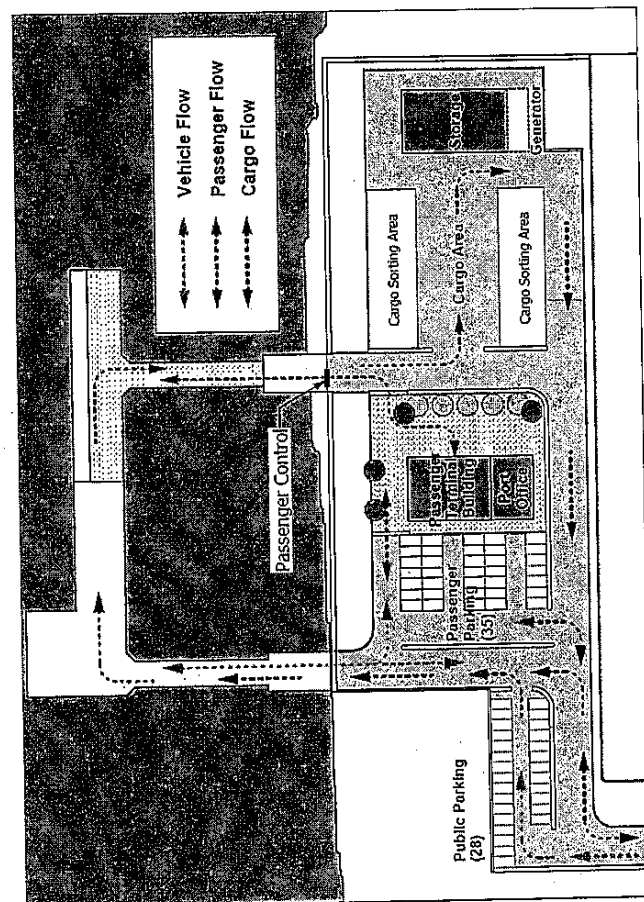 Vehicle Flow
Passenger Flow
Cargo Flow
Passenger Control
Storage
Generator
Cargo Sorting Area
Cargo Area
Cargo Sorting Area
Passenger
Terminal
Building
Port
Office
Passenger
Parking
(35)
Public Parking
(28)